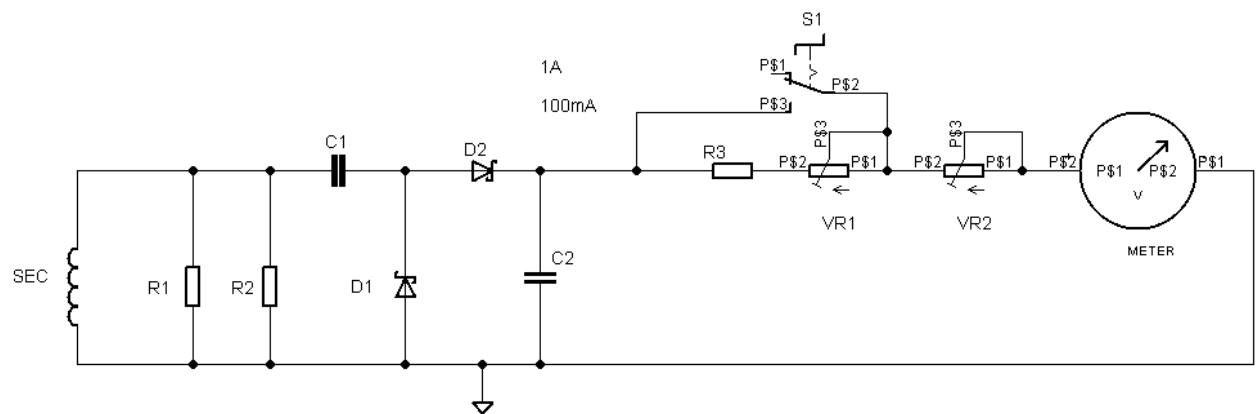 S1
1A
P$1
P$2
100mA
P$3
C1
D2
R3
P$2
P$3
P$1
P$2
P$3
P$1
P$2
+
P$1
P$2
P$1
V
VR1
VR2
METER
SEC
R1
R2
D1
C2